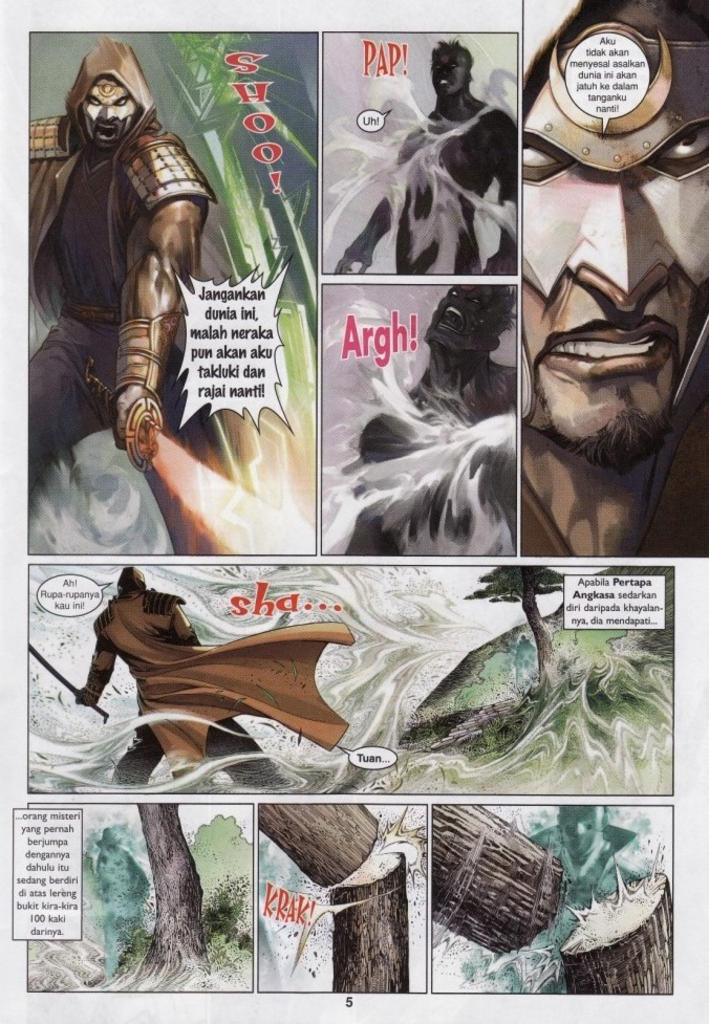 SHOO!
Jangankan
dunia ini,
malah neraka
pun akan aku
takluki dan
rajai nanti!
PAP!
Uh!
Argh!
Aku
tidak akan
menyesal asalkan
dunia ini akan
jatuh ke dalam
tanganku
nanti!
Ah!
Rupa-rupanya
kau ini!
sha...
Tuan...
Apabila Pertapa
Angkasa sedarkan
diri daripada khayalan-
nya, dia mendapati...
...orang misteri
yang pernah
berjumpa
dengannya
dahulu itu
sedang berdiri
di atas lereng
bukit kira-kira
100 kaki
darinya.
KRAK!
5